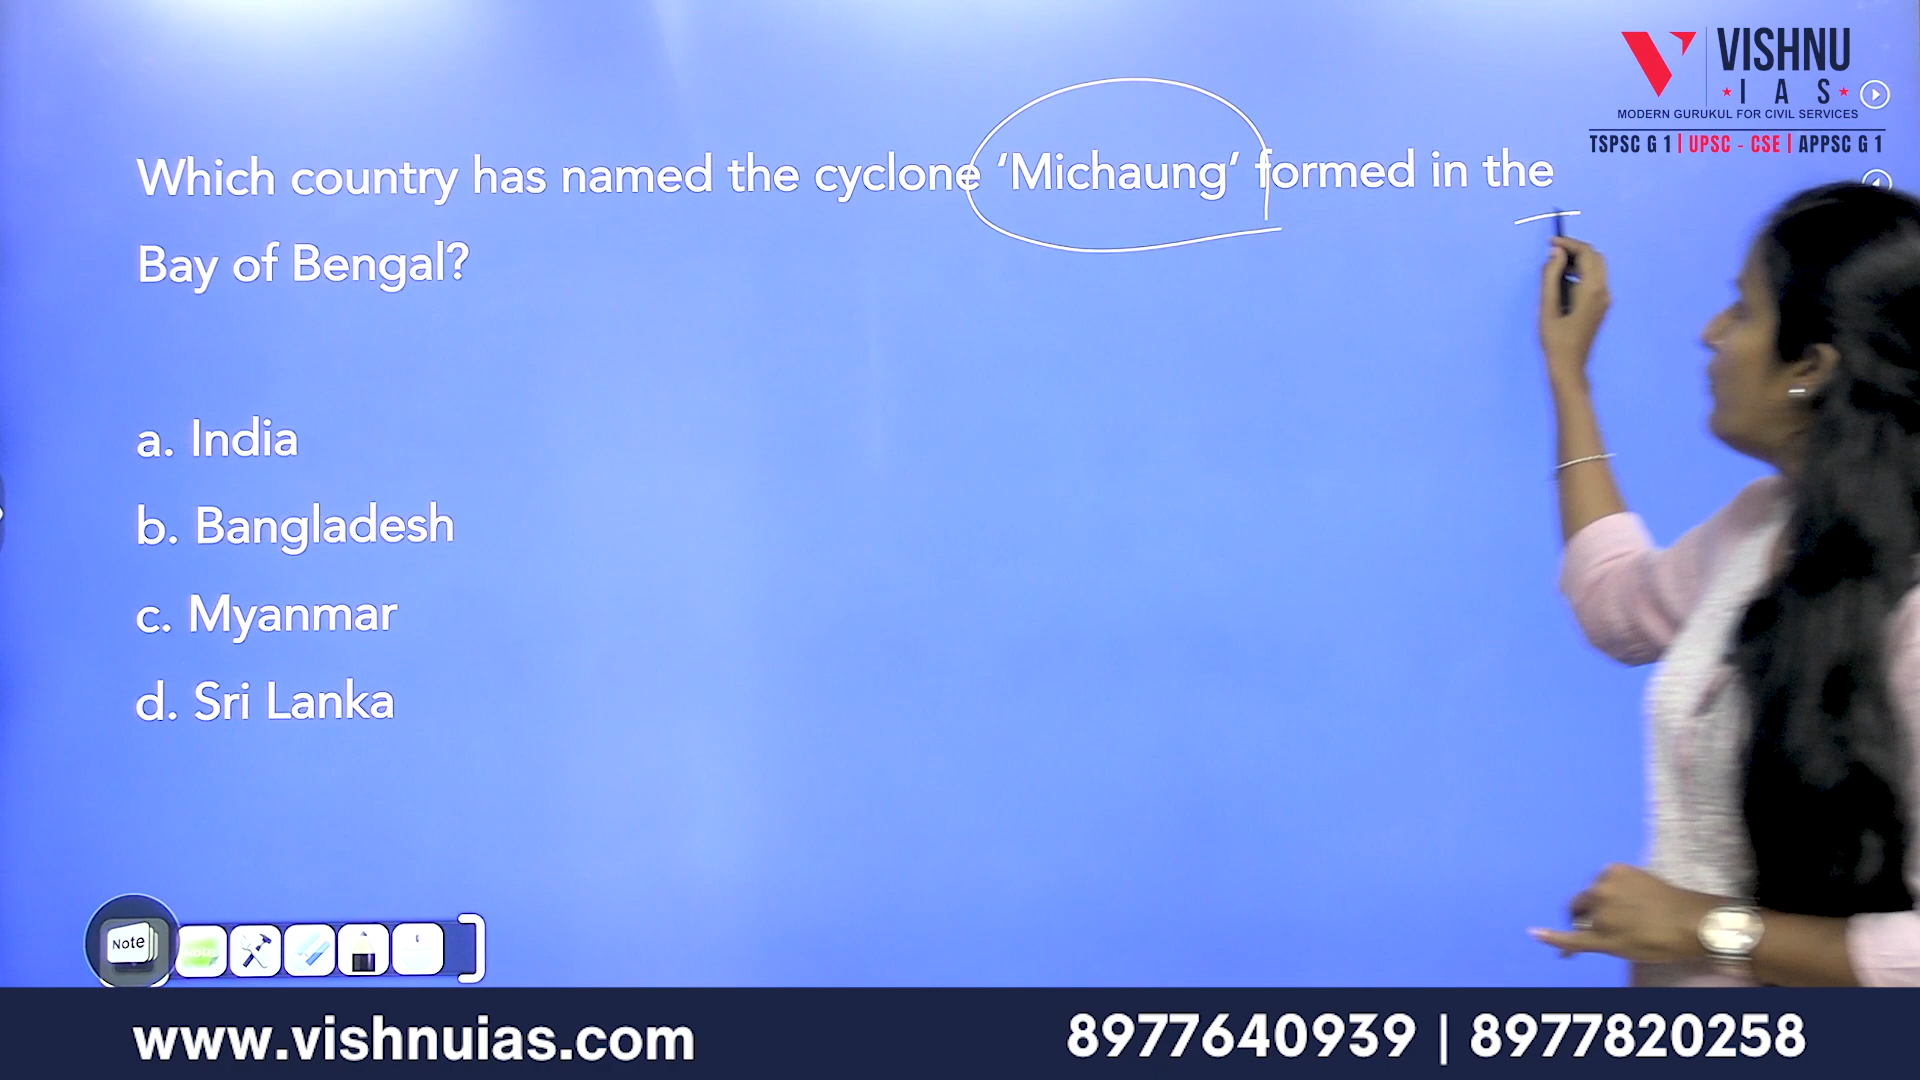 VISHNU
IAS
MODERN GURUKUL FOR CIVIL SERVICES
TSPSC G 1 | UPSC - CSE | APPSC G 1
Which country has named the cyclone ‘Michaung’ formed in the
Bay of Bengal?
a. India
b. Bangladesh
c. Myanmar
d. Sri Lanka
Note
www.vishnuias.com
8977640939 | 8977820258